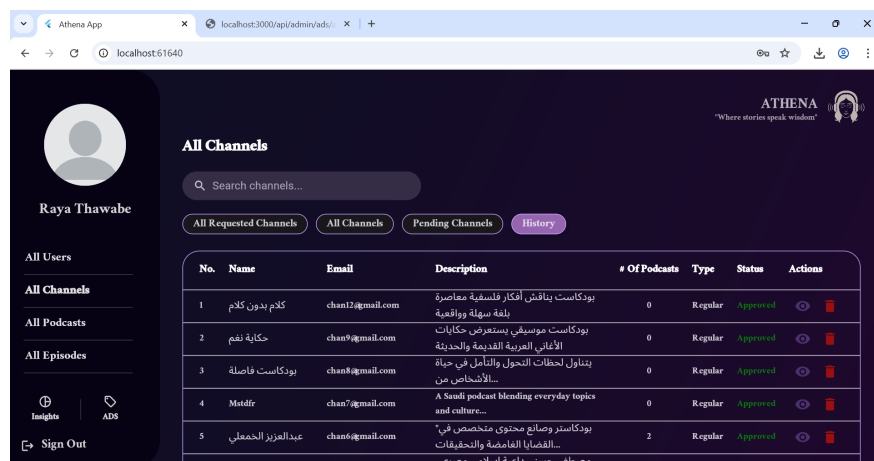 Athena App
localhost:3000/api/admin/ads/
localhost:61640
ATHENA
"Where stories speak wisdom"
All Channels
Search channels...
Raya Thawabe
All Requested Channels
All Channels
Pending Channels
History
All Users
All Channels
All Podcasts
All Episodes
Insights
ADS
Sign Out
No. Name Email Description # Of Podcasts Type Status Actions
1 كلام بدون كلام chan12@gmail.com بودكاست يناقش أفكار فلسفية معاصرة 0 Regular Approved
بلغة سهلة وواقعية
2 حكاية نغم chan9@gmail.com بودكاست موسيقي يستعرض حكايات 0 Regular Approved
الأغاني العربية القديمة والحديثة
3 بودكاست فاصلة chan8@gmail.com يتناول لحظات التحول والتأمل في حياة 0 Regular Approved
الأشخاص من...
4 Mstdfr chan7@gmail.com A Saudi podcast blending everyday topics 0 Regular Approved
and culture...
5 عبدالعزيز الخمعلي chan6@gmail.com بودكاستر وصانع محتوى متخصص في* 2 Regular Approved
القضايا الغامضة والتحقيقات...